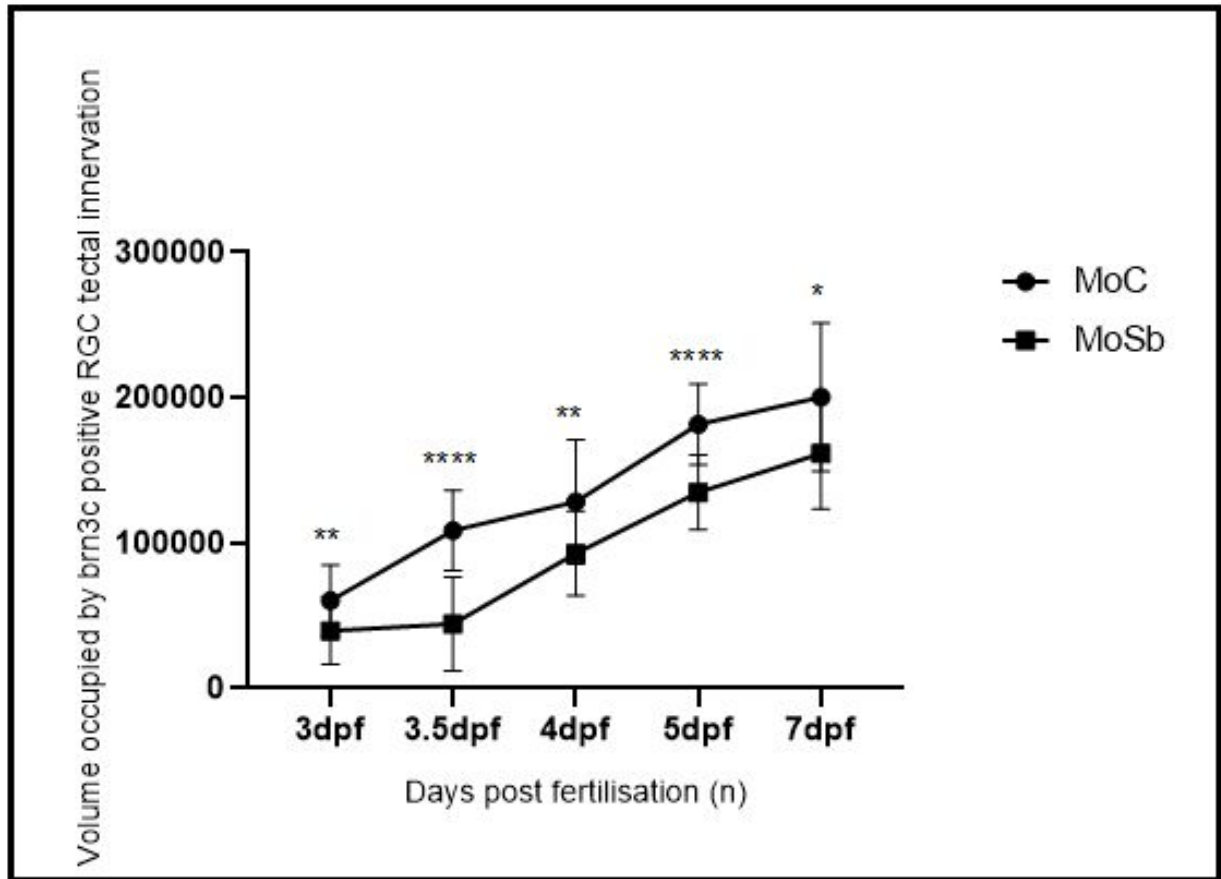 Volume occupied by brn3c positive RGC tectal innervation
300000
200000
100000
0
**
****
**
****
*
3dpf 3.5dpf 4dpf 5dpf 7dpf
Days post fertilisation (n)
MoC
MoSb